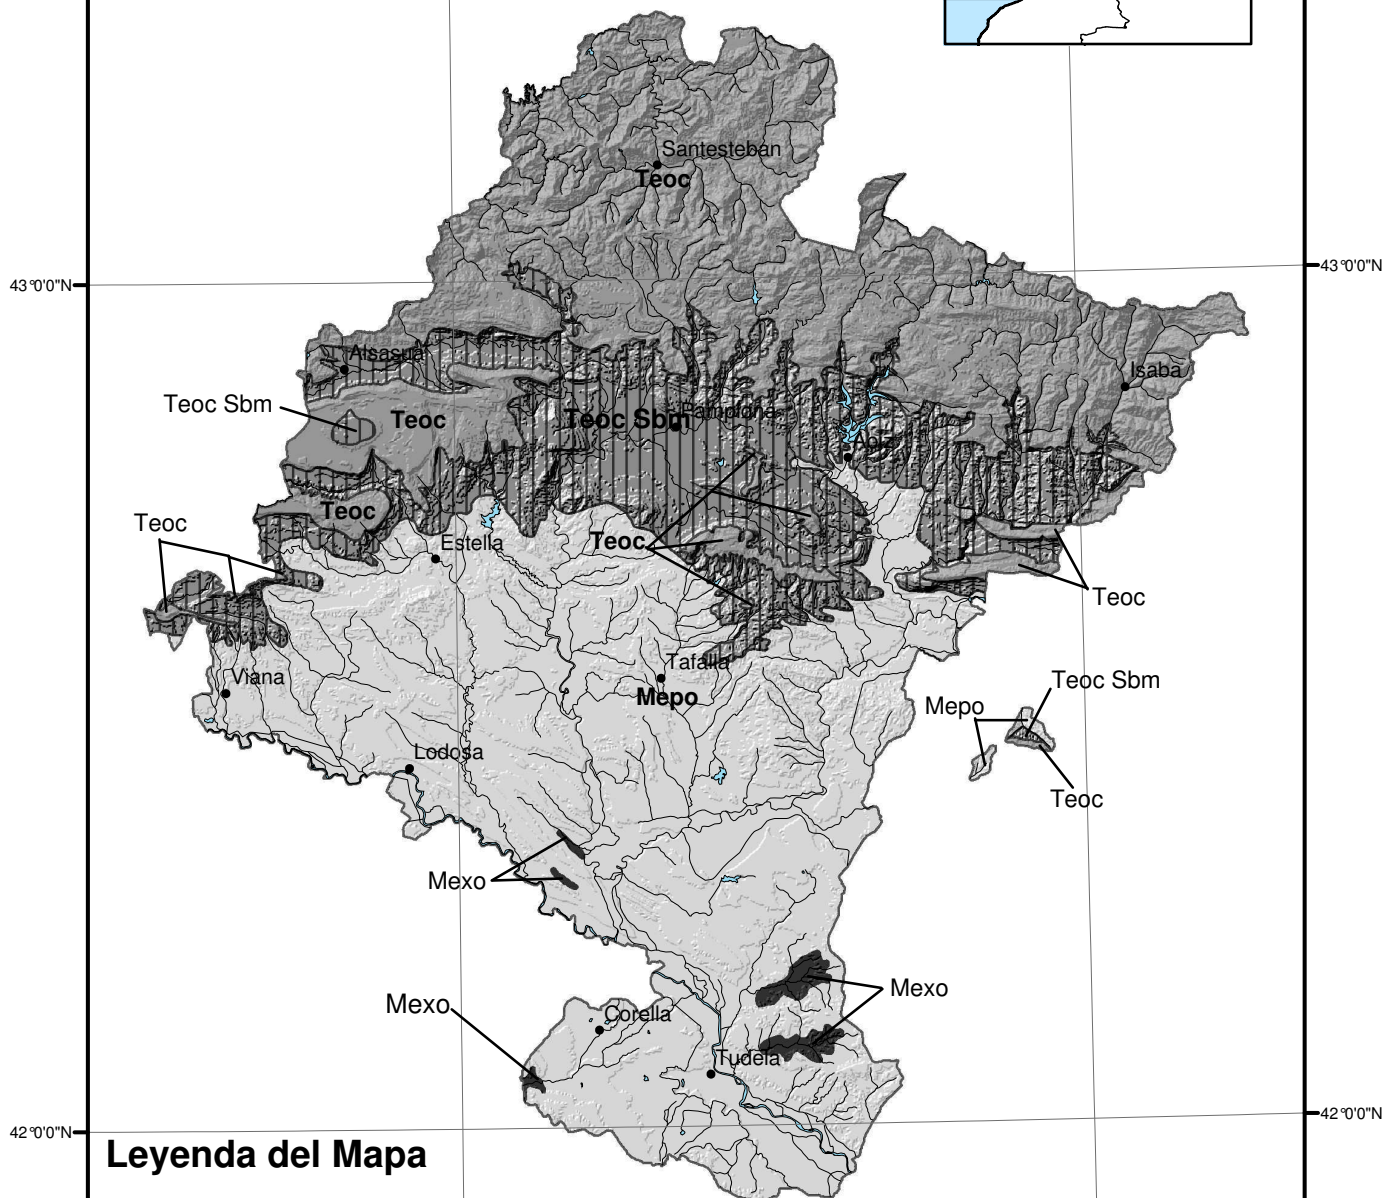 Santesteban
Teoc
43°0'0"N
43°0'0"N
Alsasua
Isaba
Teoc Sbm
Teoc
Teoc Sbm
Pamplona
Aoiz
Teoc
Teoc
Teoc
Estella
Teoc
Tafalla
Mepo
Viana
Teoc Sbm
Mepo
Lodosa
Teoc
Mexo
Mexo
Mexo
Corella
Tudela
42°0'0"N
42°0'0"N
Leyenda del Mapa